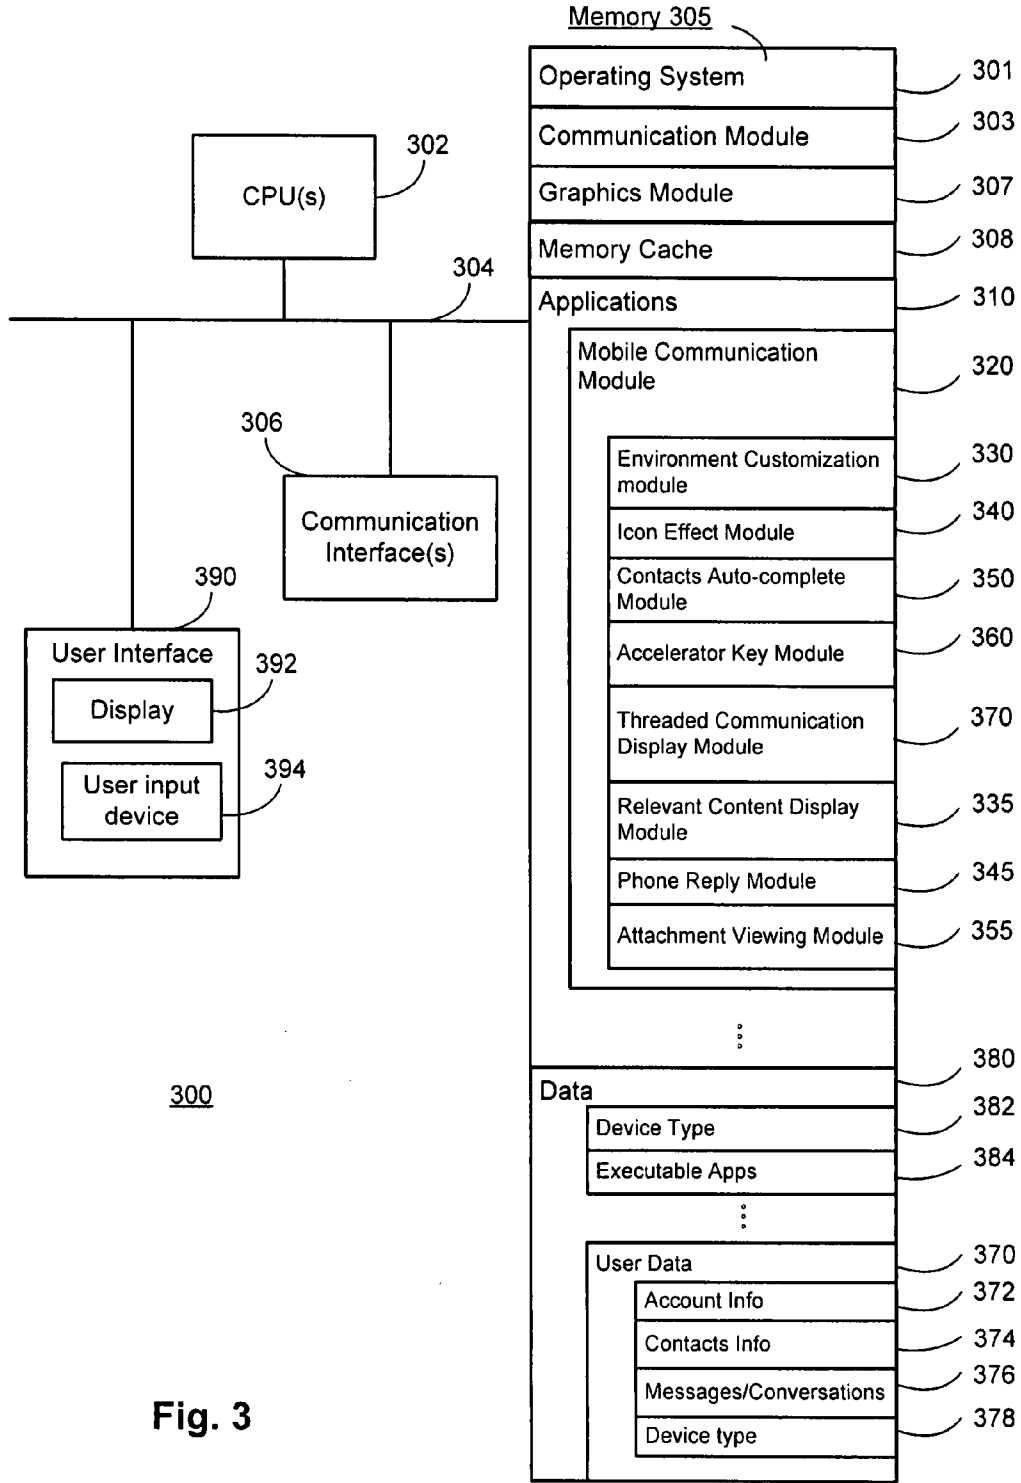 Memory 305
Operating System
301
Communication Module
303
Graphics Module
307
Memory Cache
308
Applications
310
Mobile Communication
Module
320
Environment Customization
module
330
Icon Effect Module
340
Contacts Auto-complete
Module
350
Accelerator Key Module
360
Threaded Communication
Display Module
370
Relevant Content Display
Module
335
Phone Reply Module
345
Attachment Viewing Module
355
Data
380
Device Type
382
Executable Apps
384
User Data
370
Account Info
372
Contacts Info
374
Messages/Conversations
376
Device type
378
CPU(s)
302
304
306
Communication
Interface(s)
390
User Interface
Display
392
User input
device
394
300
Fig. 3